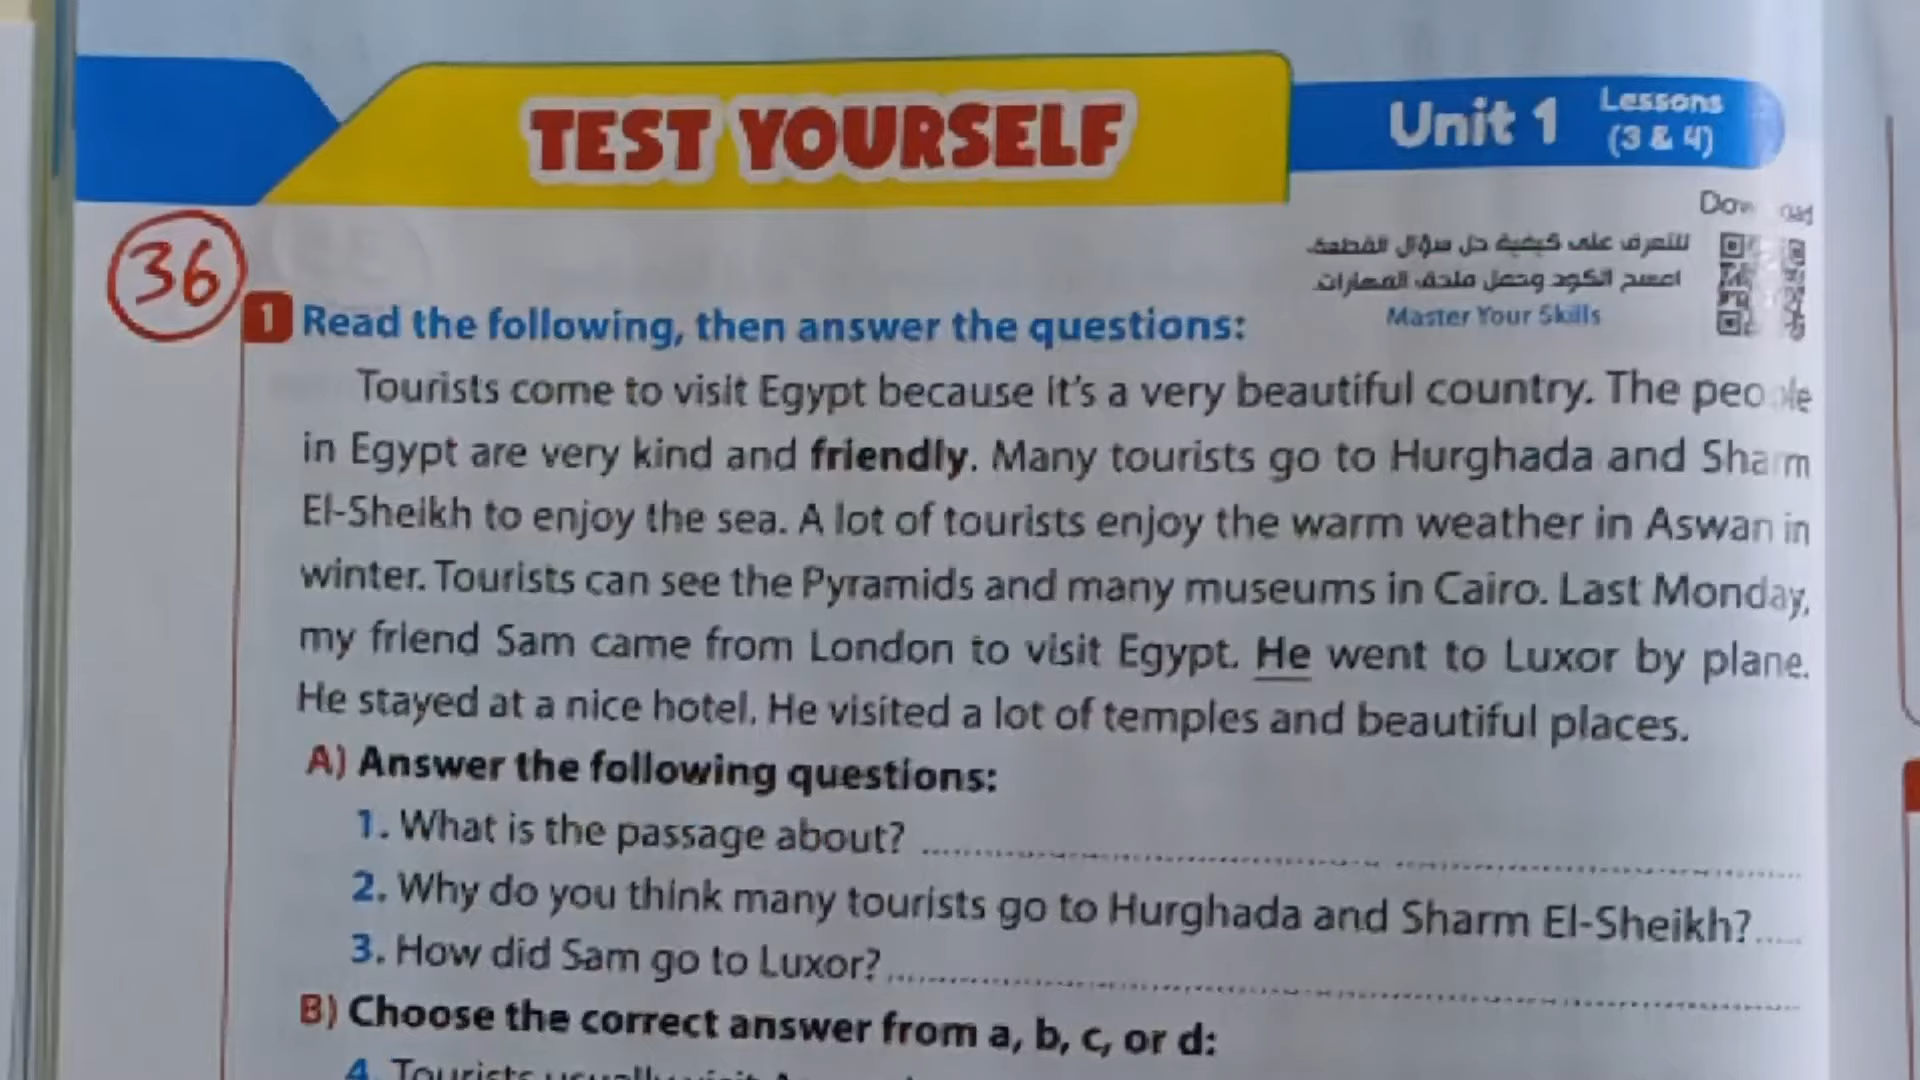 TEST YOURSELF
Unit 1
Lessons
(3 & 4)
36
للتعرف على كيفية حل سؤال القطعة
امسح الكود وحمل ملحق المهارات
Master Your Skills
1 Read the following, then answer the questions:
Tourists come to visit Egypt because it's a very beautiful country. The people
in Egypt are very kind and friendly. Many tourists go to Hurghada and Sharm
El-Sheikh to enjoy the sea. A lot of tourists enjoy the warm weather in Aswan in
winter. Tourists can see the Pyramids and many museums in Cairo. Last Monday,
my friend Sam came from London to visit Egypt. He went to Luxor by plane.
He stayed at a nice hotel. He visited a lot of temples and beautiful places.
A) Answer the following questions:
1. What is the passage about?
2. Why do you think many tourists go to Hurghada and Sharm El-Sheikh?
3. How did Sam go to Luxor?
B) Choose the correct answer from a, b, c, or d:
4. Tourists usually visit